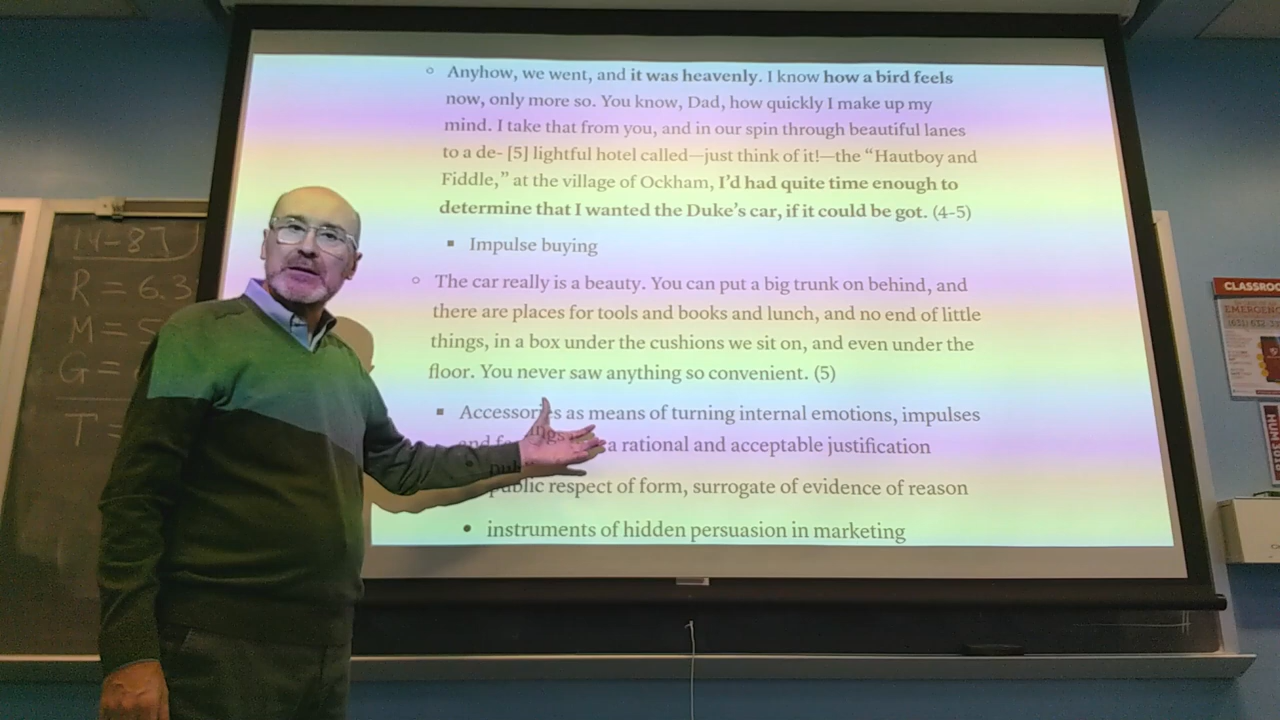 Anyhow, we went, and it was heavenly. I know how a bird feels
now, only more so. You know, Dad, how quickly I make up my
mind. I take that from you, and in our spin through beautiful lanes
to a de- [5] lightful hotel called—just think of it!—the “Hautboy and
Fiddle,” at the village of Ockham, I’d had quite time enough to
determine that I wanted the Duke’s car, if it could be got. (4-5)
Impulse buying
The car really is a beauty. You can put a big trunk on behind, and
there are places for tools and books and lunch, and no end of little
things, in a box under the cushions we sit on, and even under the
floor. You never saw anything so convenient. (5)
Accessories as means of turning internal emotions, impulses
and a rational and acceptable justification
public respect of form, surrogate of evidence of reason
instruments of hidden persuasion in marketing
14-87
R = 6.3
M = 5
G =
T =
CLASSROO
EMERGENC